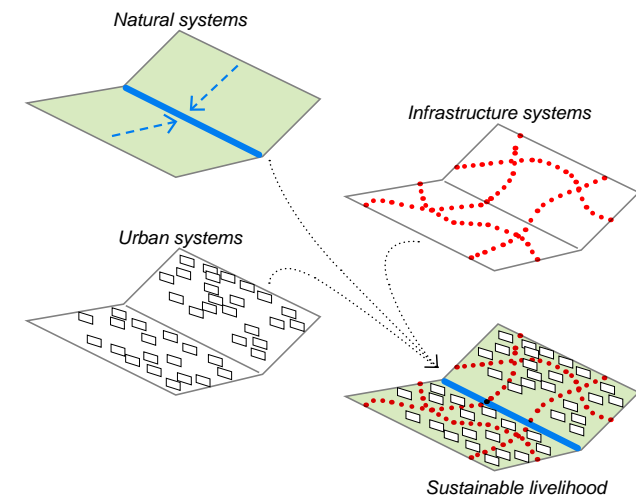 Natural systems
Infrastructure systems
Urban systems
Sustainable livelihood